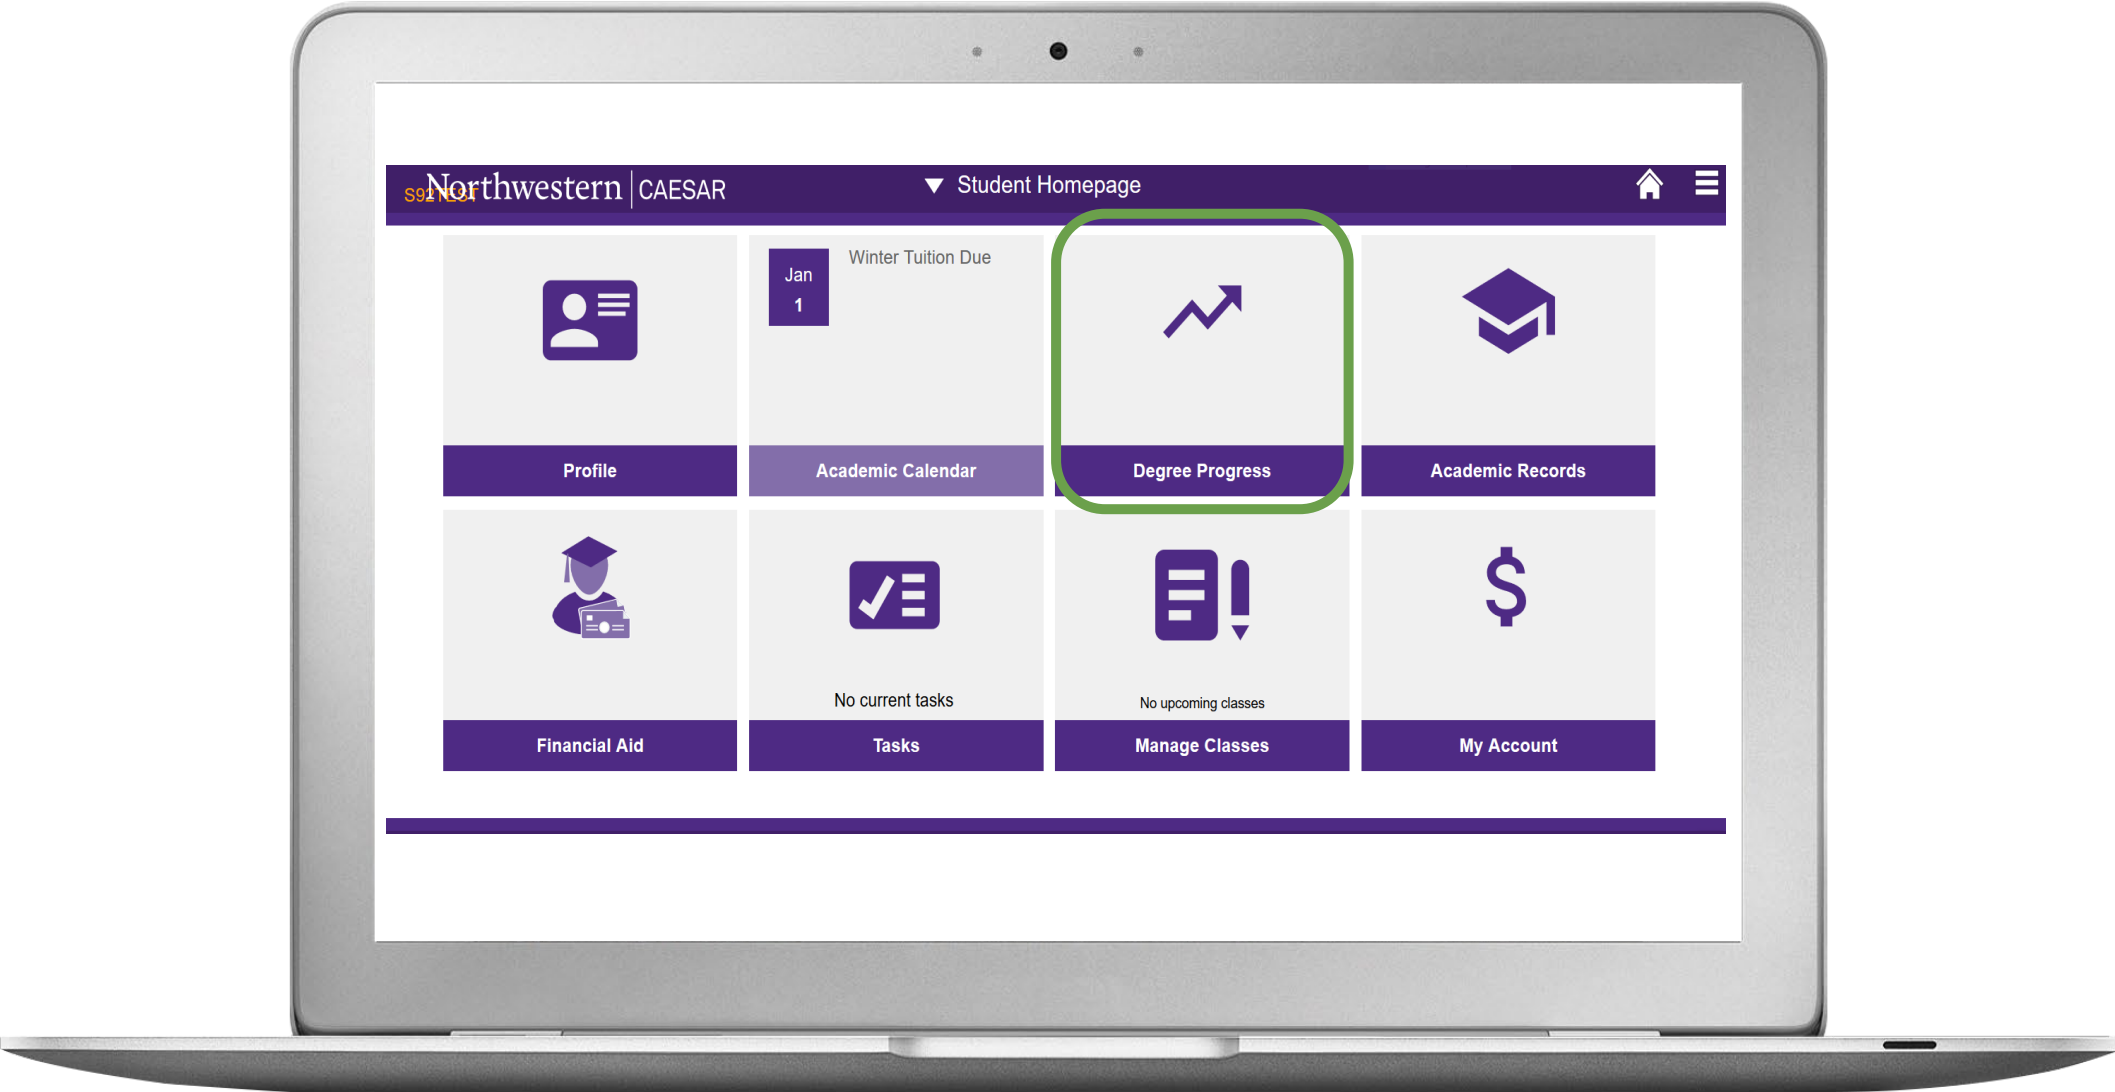 S92TEST
Northwestern | CAESAR
Student Homepage
Jan
1
Winter Tuition Due
Profile
Academic Calendar
Degree Progress
Academic Records
No current tasks
No upcoming classes
Financial Aid
Tasks
Manage Classes
My Account